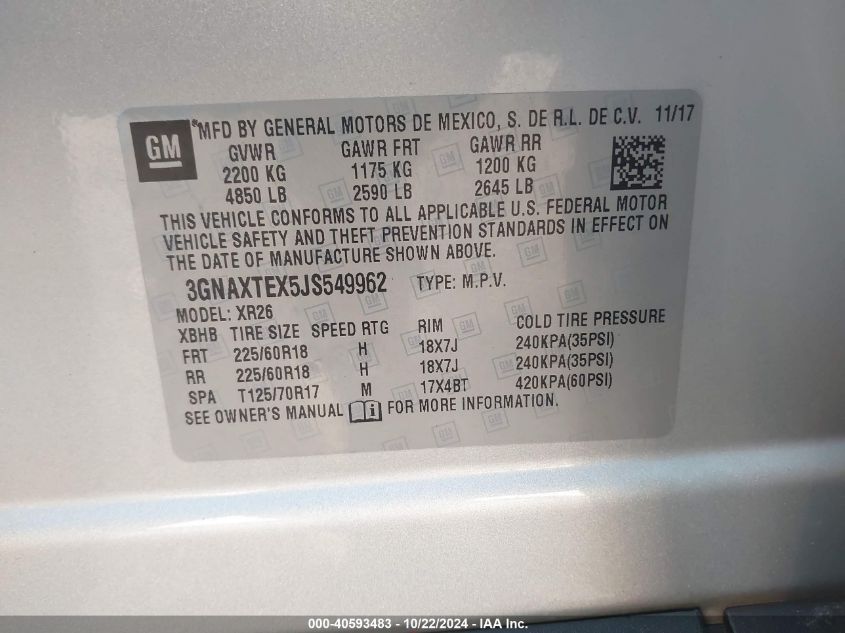 GM ®MFD BY GENERAL MOTORS DE MEXICO, S. DE R.L. DE C.V. 11/17
GVWR GAWR FRT GAWR RR
2200 KG 1175 KG 1200 KG
4850 LB 2590 LB 2645 LB
THIS VEHICLE CONFORMS TO ALL APPLICABLE U.S. FEDERAL MOTOR
VEHICLE SAFETY AND THEFT PREVENTION STANDARDS IN EFFECT ON
THE DATE OF MANUFACTURE SHOWN ABOVE.
3GNAXTEX5JS549962 TYPE: M.P.V.
MODEL: XR26
XBHB TIRE SIZE SPEED RTG RIM COLD TIRE PRESSURE
FRT 225/60R18 H 18X7J 240KPA(35PSI)
RR 225/60R18 H 18X7J 240KPA(35PSI)
SPA T125/70R17 M 17X4BT 420KPA(60PSI)
SEE OWNER'S MANUAL FOR MORE INFORMATION.
000-40593483 - 10/22/2024 - IAA Inc.